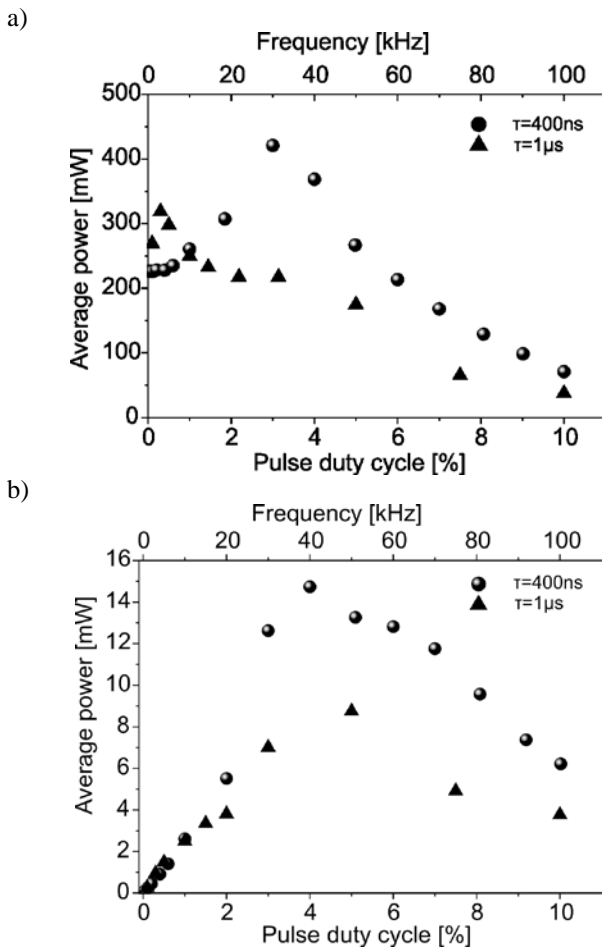 a)
Frequency [kHz]
0 20 40 60 80 100
500
400
300
200
100
0
Average power [mW]
τ=400ns
τ=1µs
0 2 4 6 8 10
Pulse duty cycle [%]
b)
Frequency [kHz]
0 20 40 60 80 100
16
14
12
10
8
6
4
2
0
Average power [mW]
τ=400ns
τ=1µs
0 2 4 6 8 10
Pulse duty cycle [%]